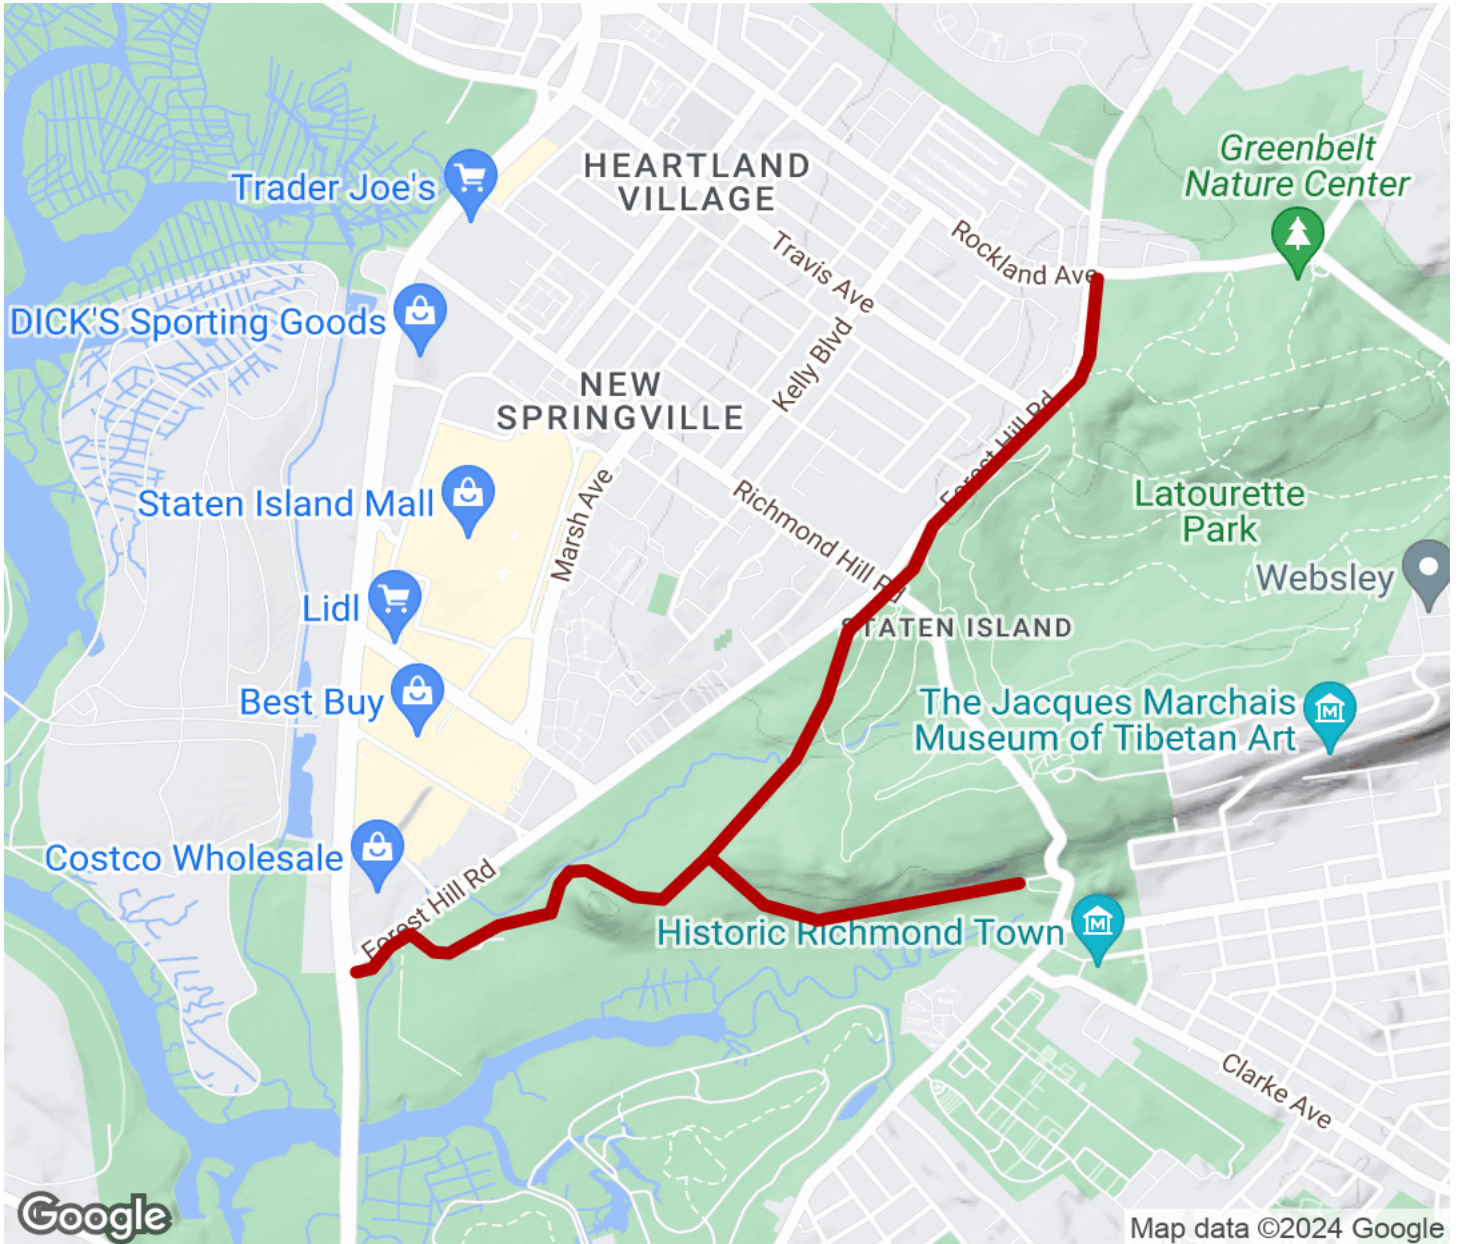 Greenbelt
Nature Center
HEARTLAND
VILLAGE
Trader Joe's
Rockland Ave
Travis Ave
DICK'S Sporting Goods
Kelly Blvd
NEW
SPRINGVILLE
Forest Hill Rd
Staten Island Mall
Marsh Ave
Richmond Hill Rd
Latourette
Park
Websley
Lidl
STATEN ISLAND
Best Buy
The Jacques Marchais
Museum of Tibetan Art
Costco Wholesale
Forest Hill Rd
Historic Richmond Town
Clarke Ave
Google
Map data ©2024 Google